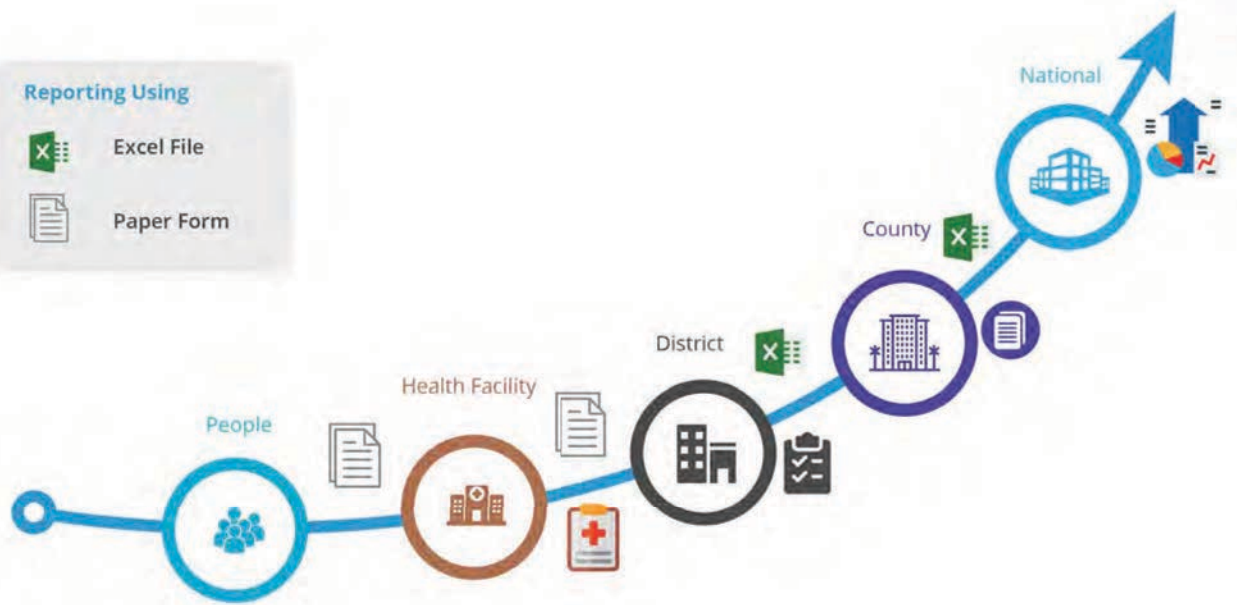 Reporting Using
Excel File
Paper Form
People
Health Facility
District
County
National